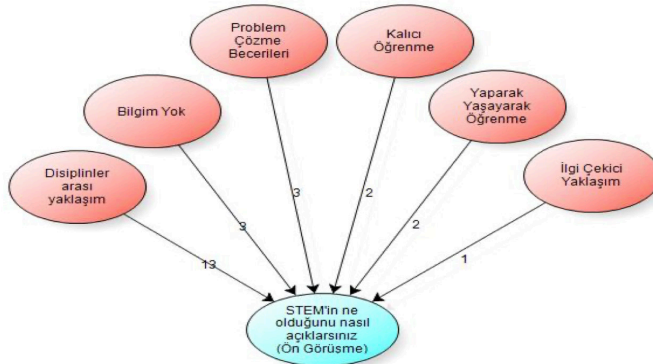 Problem
Çözme
Becerileri
Kalıcı
Öğrenme
Bilgim Yok
Yaparak
Yaşayarak
Öğrenme
Disiplinler
arası
yaklaşım
İlgi Çekici
Yaklaşım
13
3
3
2
2
1
STEM'in ne
olduğunu nasıl
açıklarsınız
(Ön Görüşme)